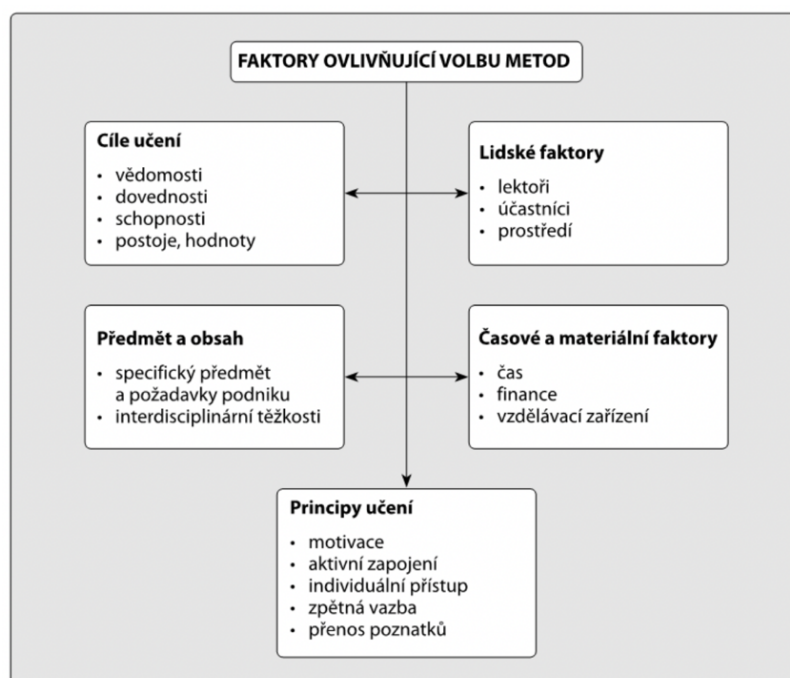 FAKTORY OVLIVŇUJÍCÍ VOLBU METOD
Cíle učení
• vědomosti
• dovednosti
• schopnosti
• postoje, hodnoty
Lidské faktory
• lektoři
• účastníci
• prostředí
Předmět a obsah
• specifický předmět
a požadavky podniku
• interdisciplinární těžkosti
Časové a materiální faktory
• čas
• finance
• vzdělávací zařízení
Principy učení
• motivace
• aktivní zapojení
• individuální přístup
• zpětná vazba
• přenos poznatků